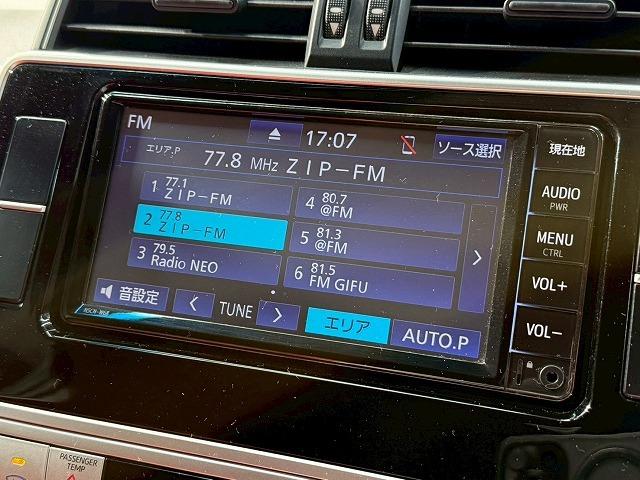 FM
17:07
ソース選択
エリア.P
77.8 MHz ZIP-FM
1 77.1 ZIP-FM
2 77.8 ZIP-FM
3 79.5 Radio NEO
4 80.7 @FM
5 81.3 @FM
6 81.5 FM GIFU
音設定
TUNE
エリア
AUTO.P
現在地
AUDIO
PWR
MENU
CTRL
VOL+
VOL-
NSCN-W68
PASSENGER
TEMP